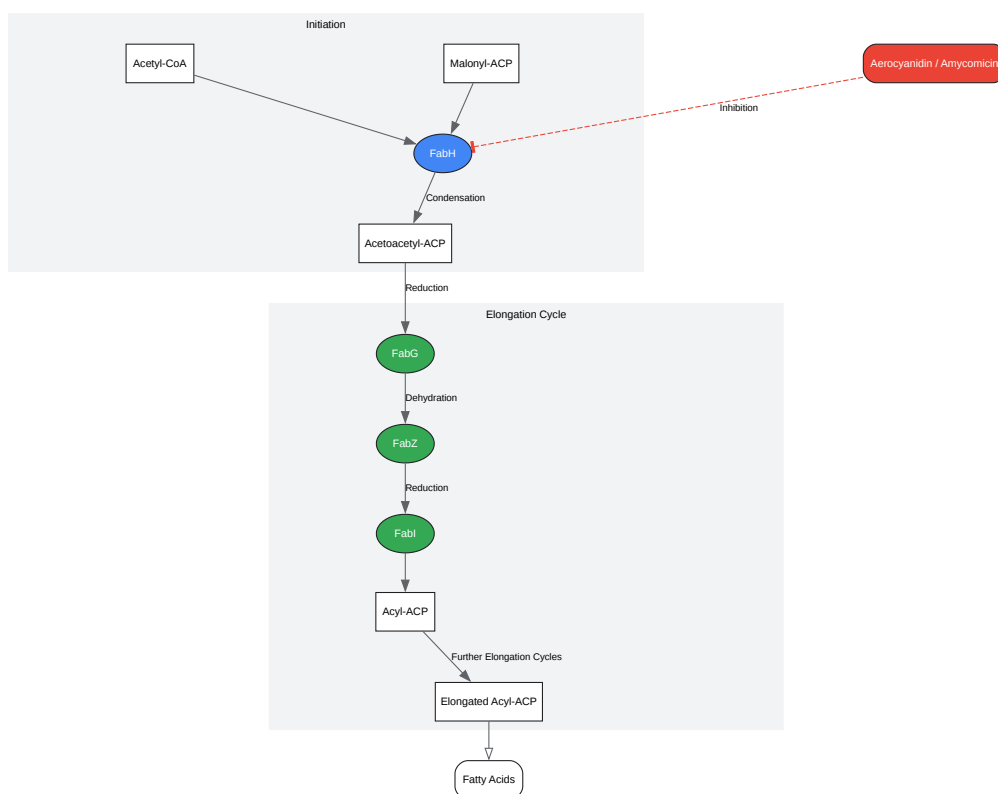 Initiation
Acetyl-CoA
Malonyl-ACP
Aerocyanidin / Amycomicin
Inhibition
FabH
Condensation
Acetoacetyl-ACP
Reduction
Elongation Cycle
FabG
Dehydration
FabZ
Reduction
FabI
Acyl-ACP
Further Elongation Cycles
Elongated Acyl-ACP
Fatty Acids